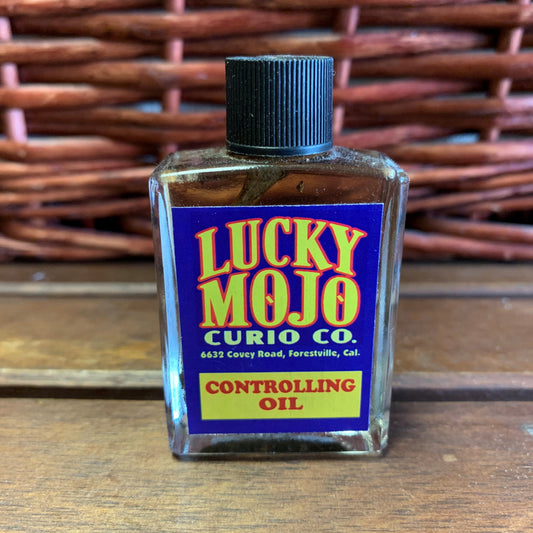 LUCKY
MOJO
CURIO CO.
6632 Covey Road, Forestville, Cal.
CONTROLLING
OIL